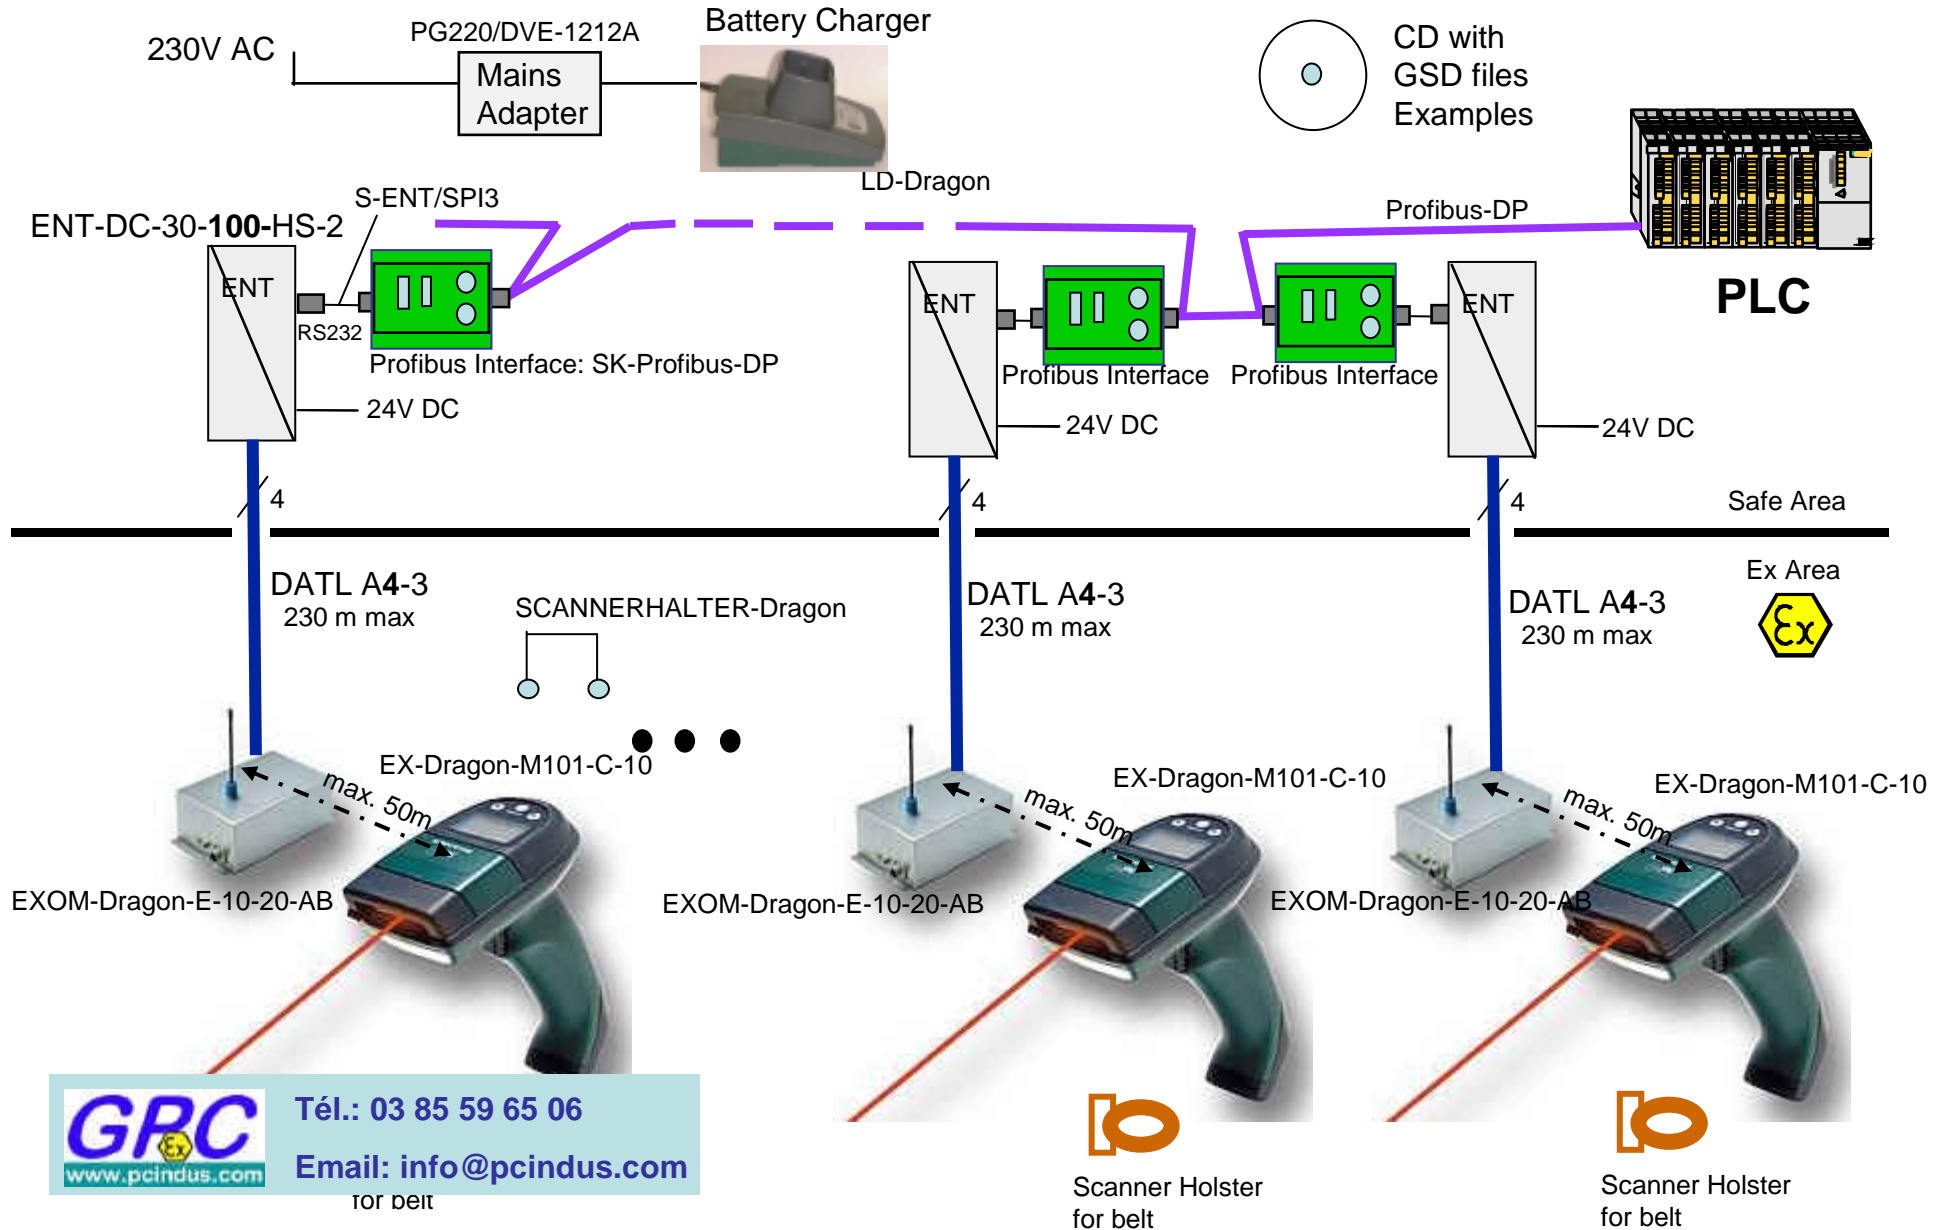 Battery Charger
230V AC
PG220/DVE-1212A
Mains
Adapter
CD with
GSD files
Examples
LD-Dragon
S-ENT/SPI3
ENT-DC-30-100-HS-2
Profibus-DP
PLC
ENT
RS232
Profibus Interface: SK-Profibus-DP
24V DC
ENT
Profibus Interface
24V DC
Profibus Interface
ENT
24V DC
4
4
4
Safe Area
Ex Area
Ex
DATL A4-3
230 m max
SCANNERHALTER-Dragon
DATL A4-3
230 m max
DATL A4-3
230 m max
EX-Dragon-M101-C-10
max. 50m
EXOM-Dragon-E-10-20-AB
EX-Dragon-M101-C-10
max. 50m
EXOM-Dragon-E-10-20-AB
EX-Dragon-M101-C-10
max. 50m
EXOM-Dragon-E-10-20-AB
GPC
Ex
www.pcindus.com
Tél.: 03 85 59 65 06
Email: info@pcindus.com
for belt
Scanner Holster
for belt
Scanner Holster
for belt